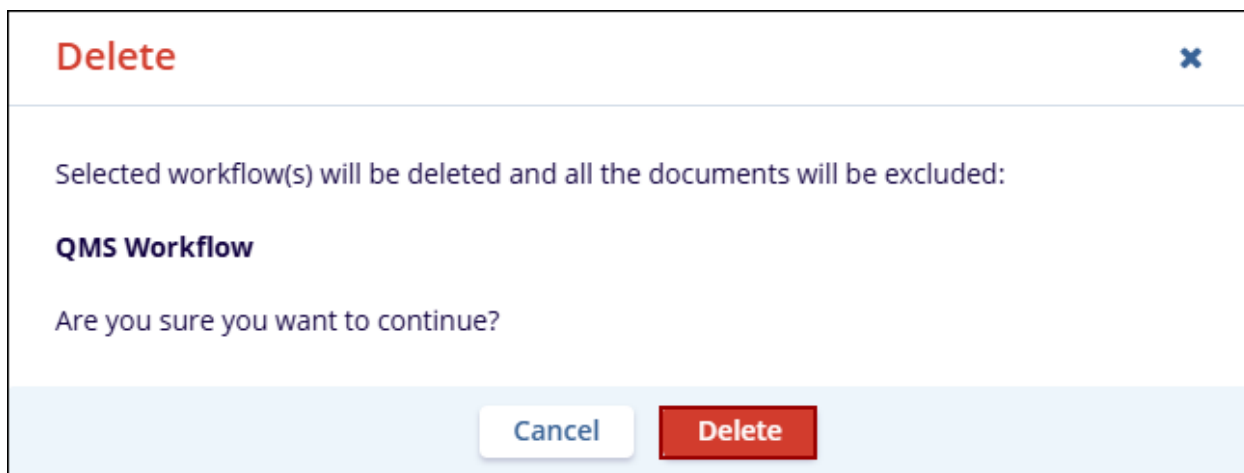 Delete
Selected workflow(s) will be deleted and all the documents will be excluded:
QMS Workflow
Are you sure you want to continue?
Cancel
Delete